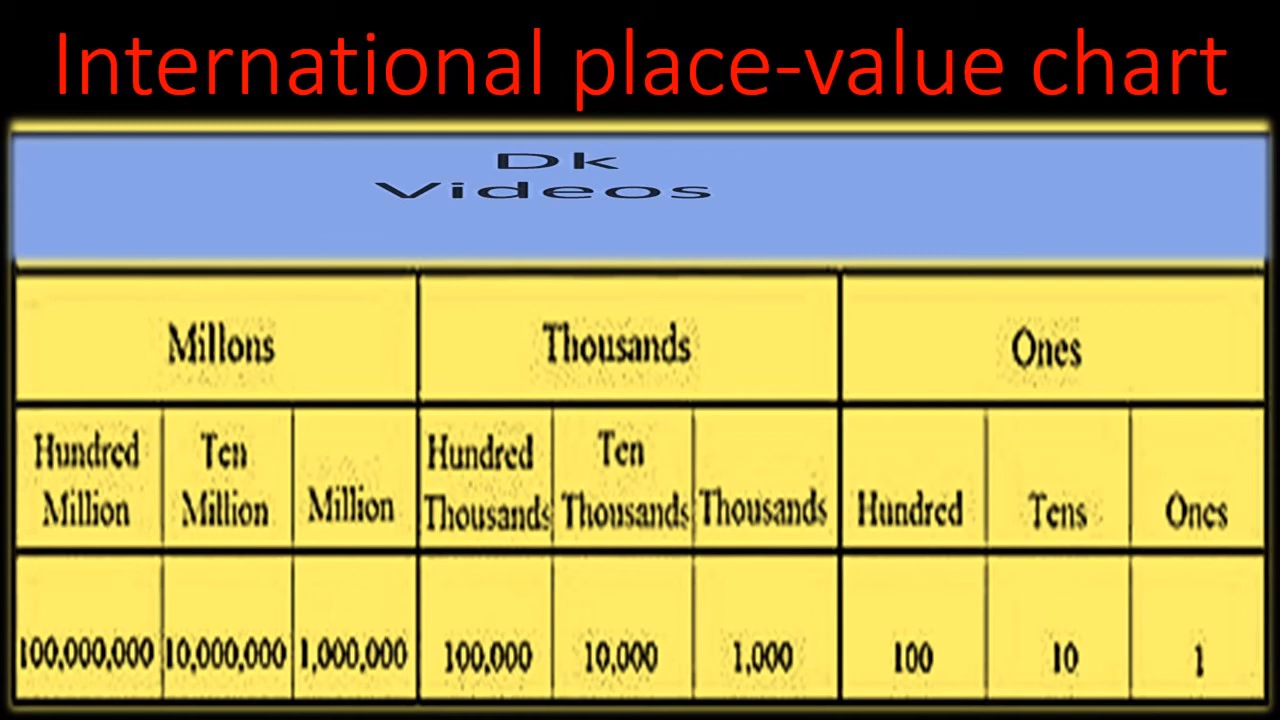 International place-value chart
Dk
Videos
Millons Thousands Ones
Hundred Ten Hundred Ten
Million Million Million Thousands Thousands Thousands Hundred Tens Ones
100,000,000 10,000,000 1,000,000 100,000 10,000 1,000 100 10 1